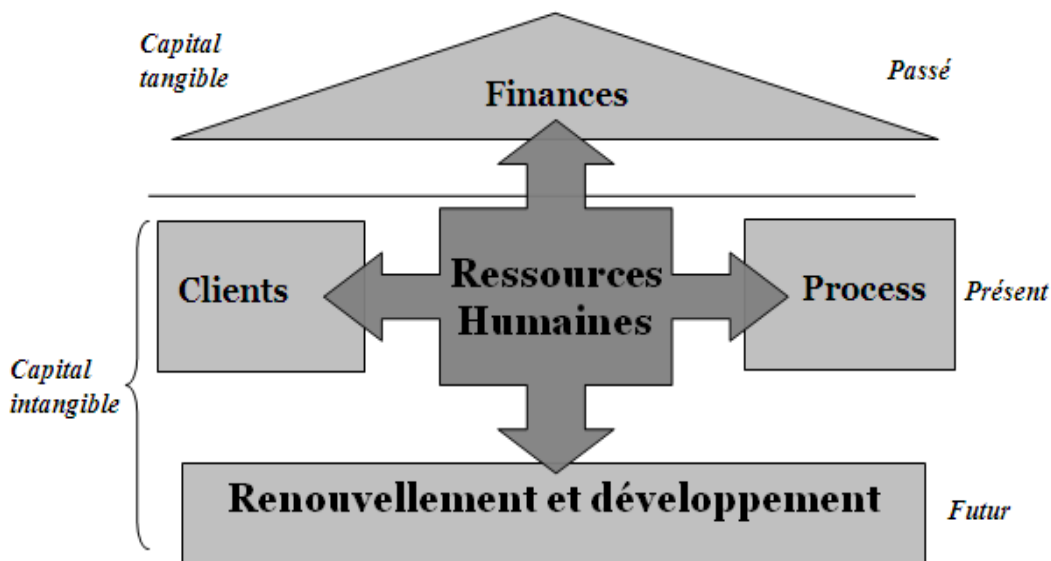 Capital
tangible
Passé
Finances
Clients
Ressources
Humaines
Process
Présent
Capital
intangible
Renouvellement et développement
Futur